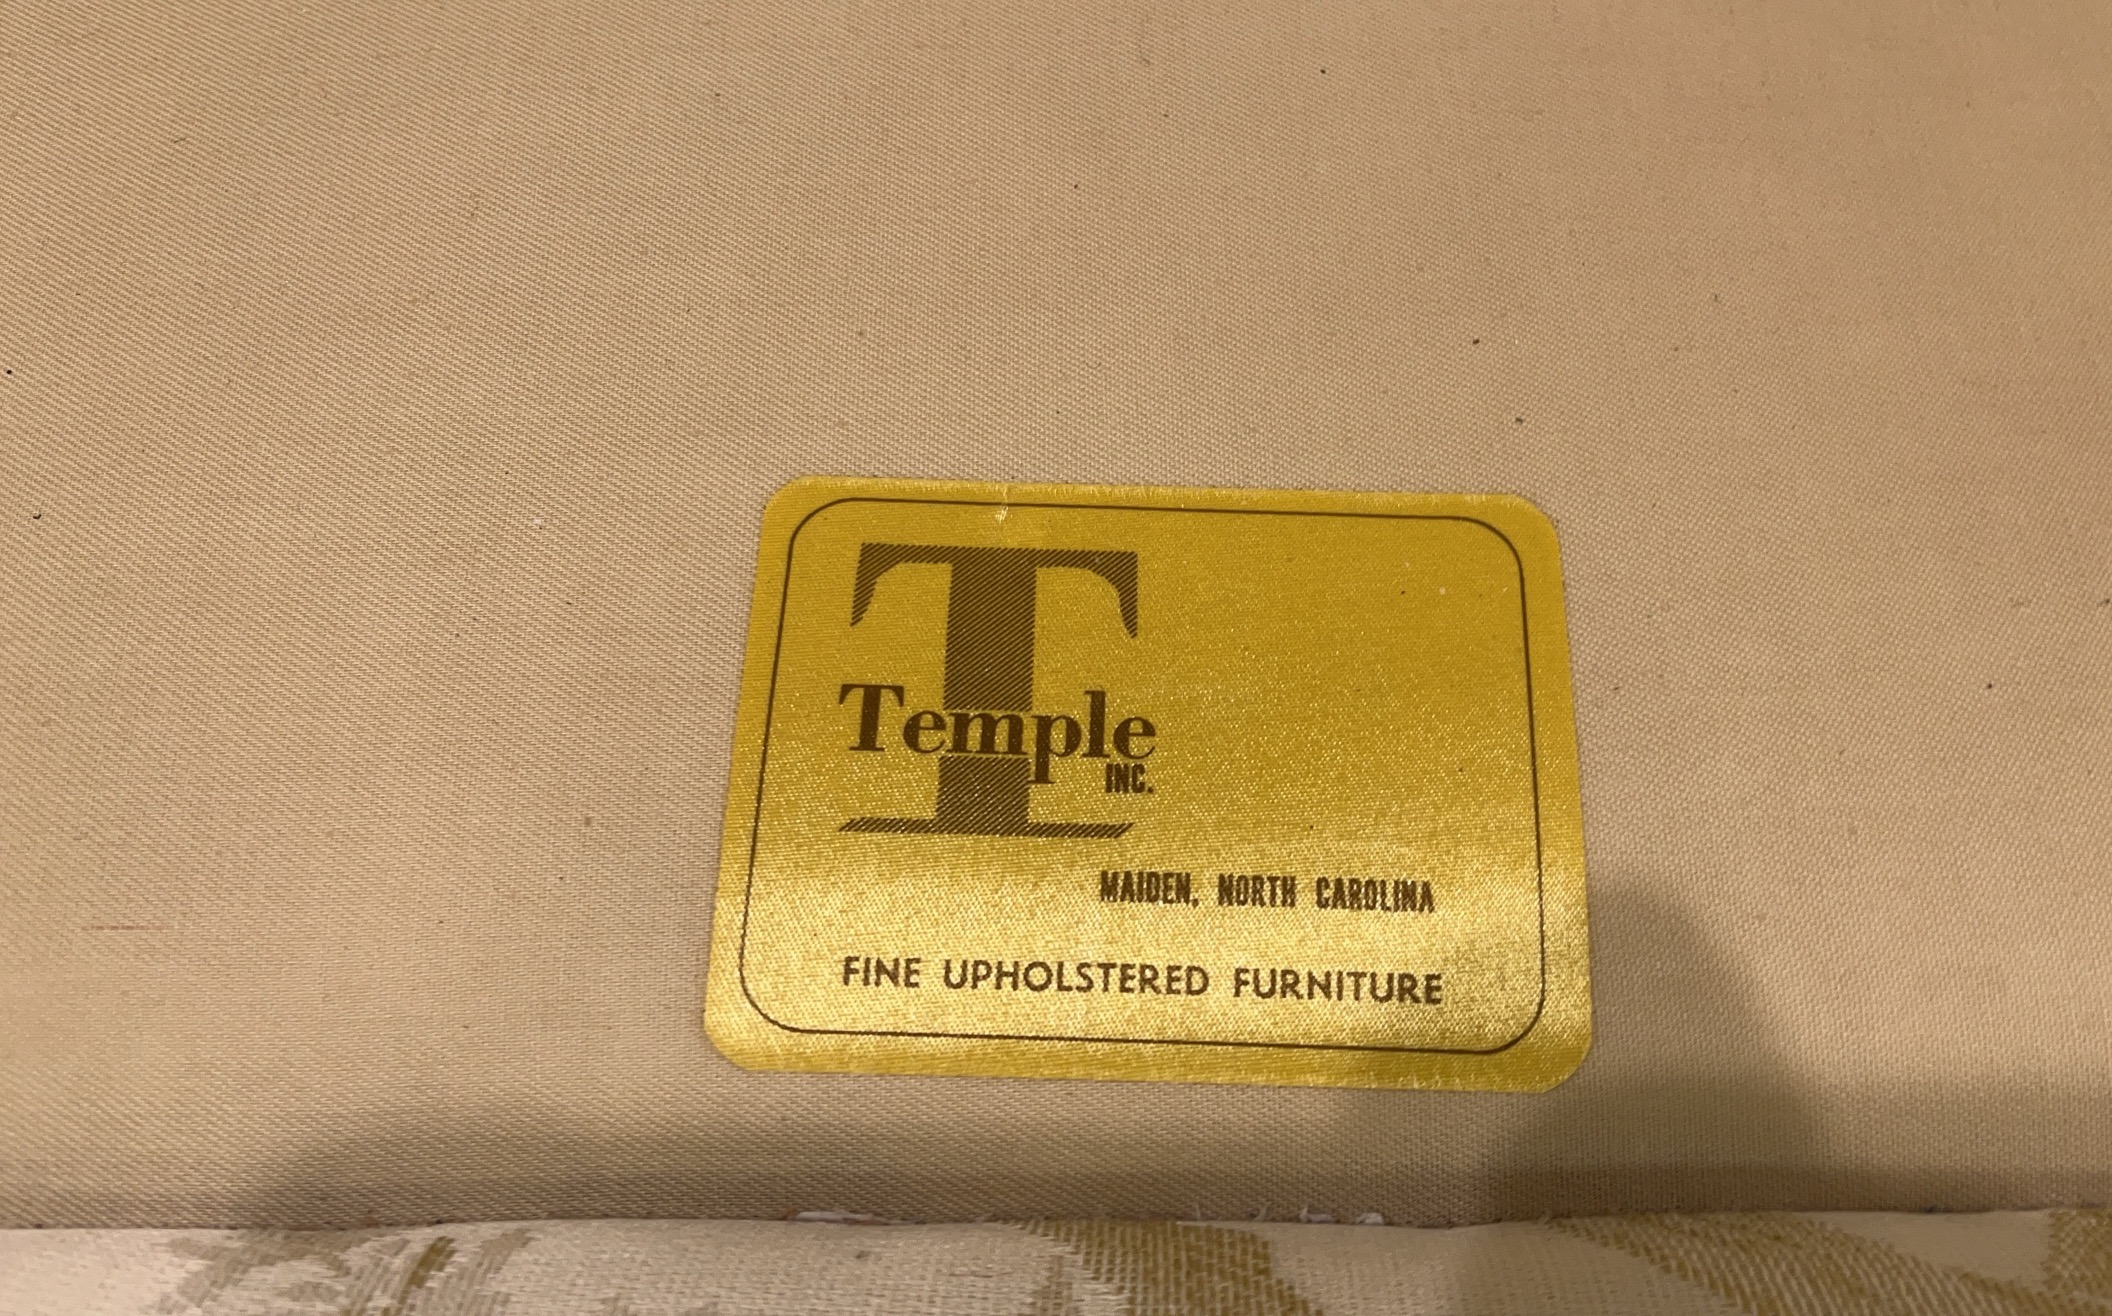 T
Temple
INC.
MAIDEN, NORTH CAROLINA
FINE UPHOLSTERED FURNITURE